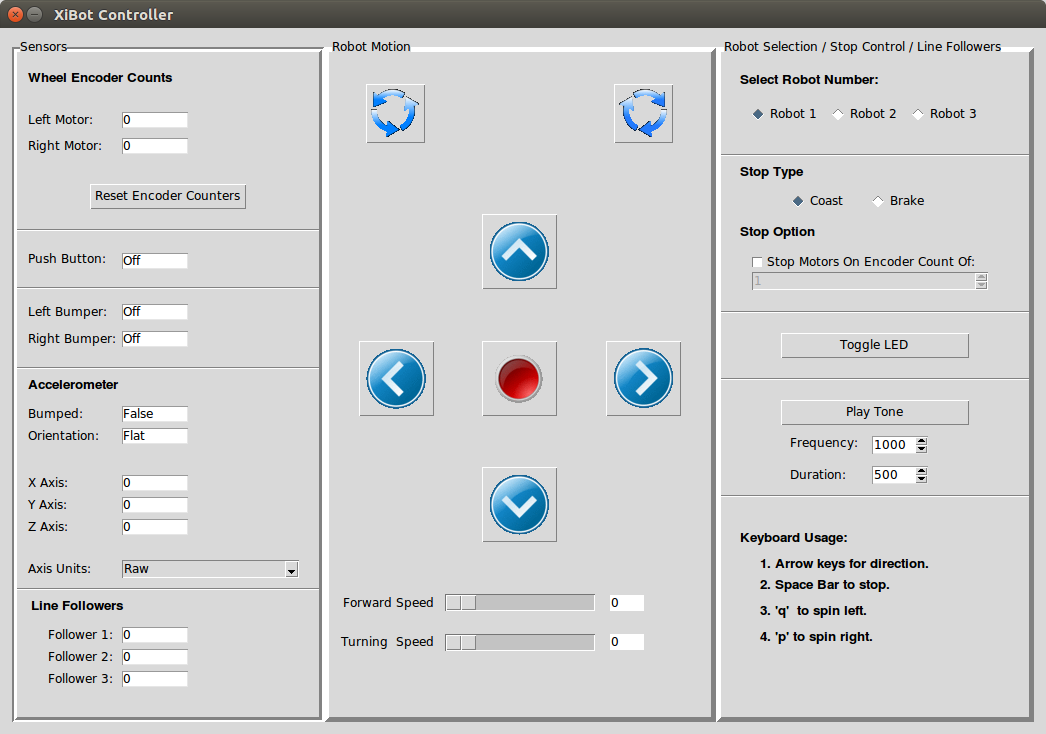 XiBot Controller
Sensors
Wheel Encoder Counts
Left Motor: 0
Right Motor: 0
Reset Encoder Counters
Push Button: Off
Left Bumper: Off
Right Bumper: Off
Accelerometer
Bumped: False
Orientation: Flat
X Axis: 0
Y Axis: 0
Z Axis: 0
Axis Units: Raw
Line Followers
Follower 1: 0
Follower 2: 0
Follower 3: 0
Robot Motion
Forward Speed 0
Turning Speed 0
Robot Selection / Stop Control / Line Followers
Select Robot Number:
Robot 1 Robot 2 Robot 3
Stop Type
Coast Brake
Stop Option
Stop Motors On Encoder Count Of:
1
Toggle LED
Play Tone
Frequency: 1000
Duration: 500
Keyboard Usage:
1. Arrow keys for direction.
2. Space Bar to stop.
3. 'q' to spin left.
4. 'p' to spin right.